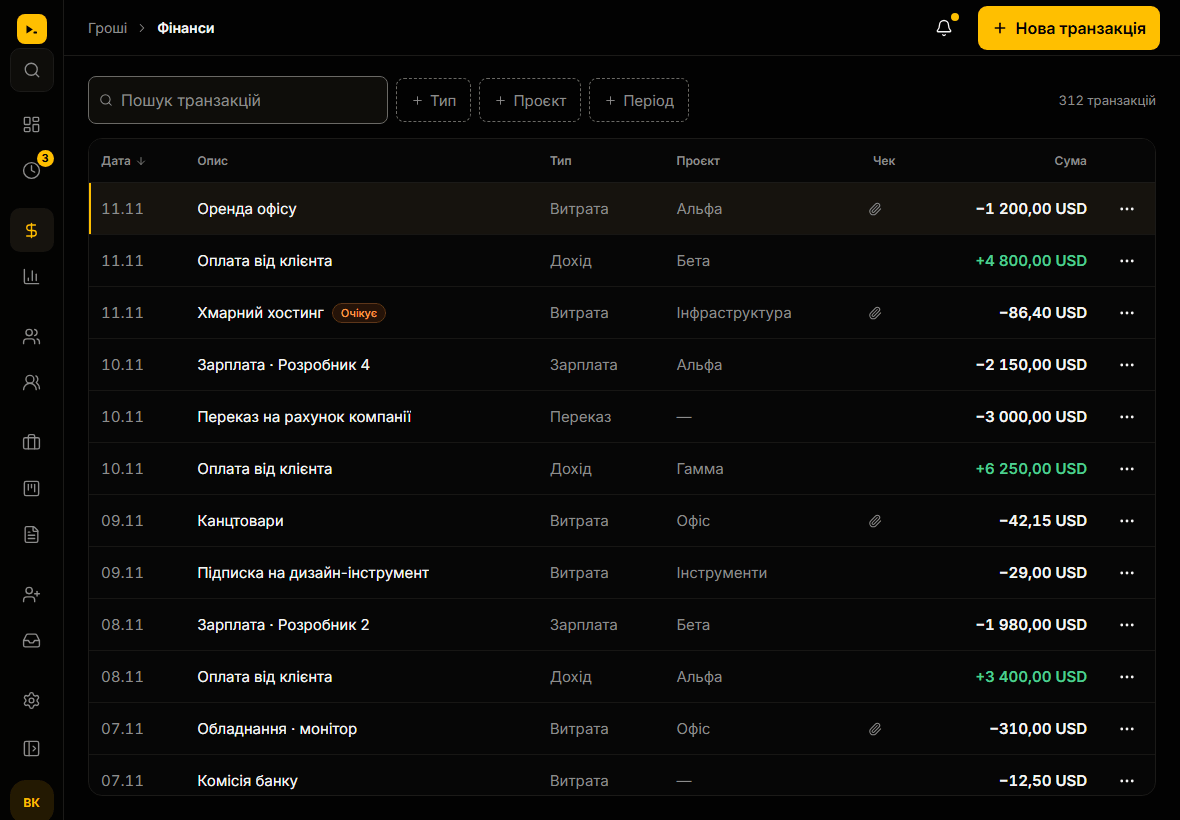 Гроші > Фінанси
+ Нова транзакція
Пошук транзакцій + Тип + Проєкт + Період 312 транзакцій
3
Дата ↓ Опис Тип Проєкт Чек Сума
11.11 Оренда офісу Витрата Альфа −1 200,00 USD
11.11 Оплата від клієнта Дохід Бета +4 800,00 USD
11.11 Хмарний хостинг Очікує Витрата Інфраструктура −86,40 USD
10.11 Зарплата · Розробник 4 Зарплата Альфа −2 150,00 USD
10.11 Переказ на рахунок компанії Переказ — −3 000,00 USD
10.11 Оплата від клієнта Дохід Гамма +6 250,00 USD
09.11 Канцтовари Витрата Офіс −42,15 USD
09.11 Підписка на дизайн-інструмент Витрата Інструменти −29,00 USD
08.11 Зарплата · Розробник 2 Зарплата Бета −1 980,00 USD
08.11 Оплата від клієнта Дохід Альфа +3 400,00 USD
07.11 Обладнання · монітор Витрата Офіс −310,00 USD
07.11 Комісія банку Витрата — −12,50 USD
ВК